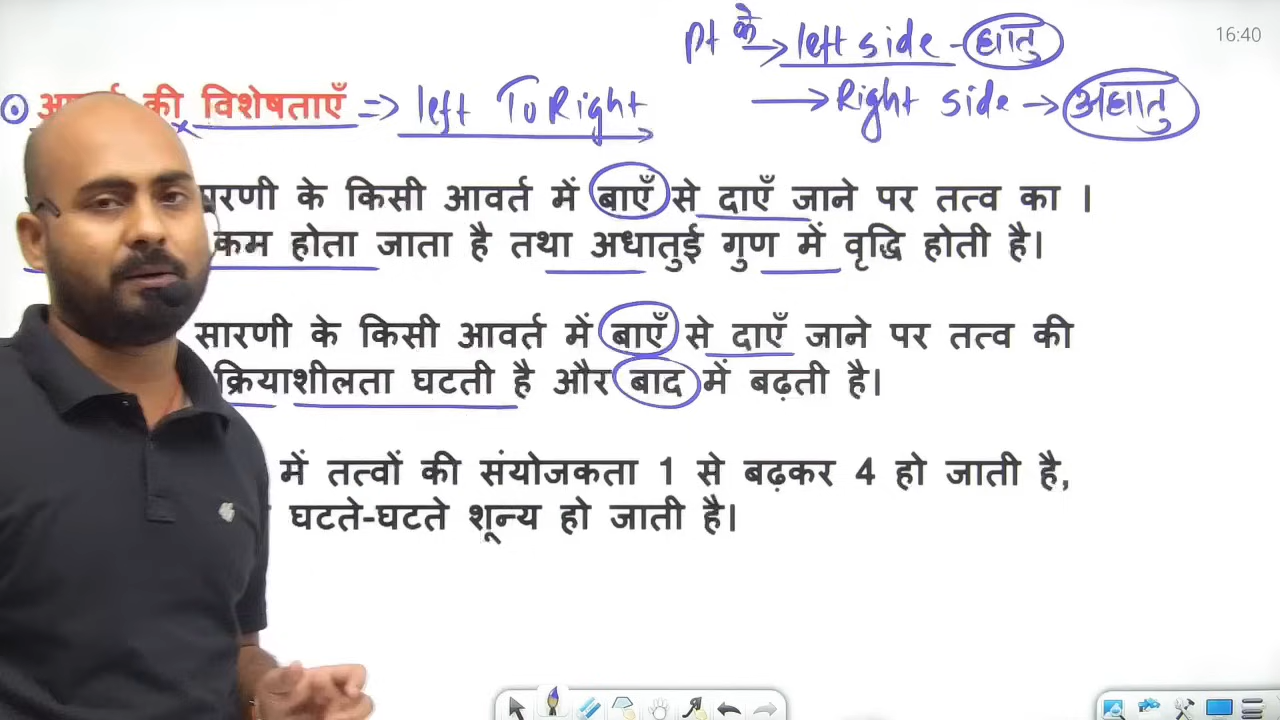 Pt के → left side - धातु
16:40
की विशेषताएँ => left To Right
→ Right side → अधातु
सारणी के किसी आवर्त में बाएँ से दाएँ जाने पर तत्व का ।
कम होता जाता है तथा अधातुई गुण में वृद्धि होती है।
सारणी के किसी आवर्त में बाएँ से दाएँ जाने पर तत्व की
क्रियाशीलता घटती है और बाद में बढ़ती है।
में तत्वों की संयोजकता 1 से बढ़कर 4 हो जाती है,
घटते-घटते शून्य हो जाती है।